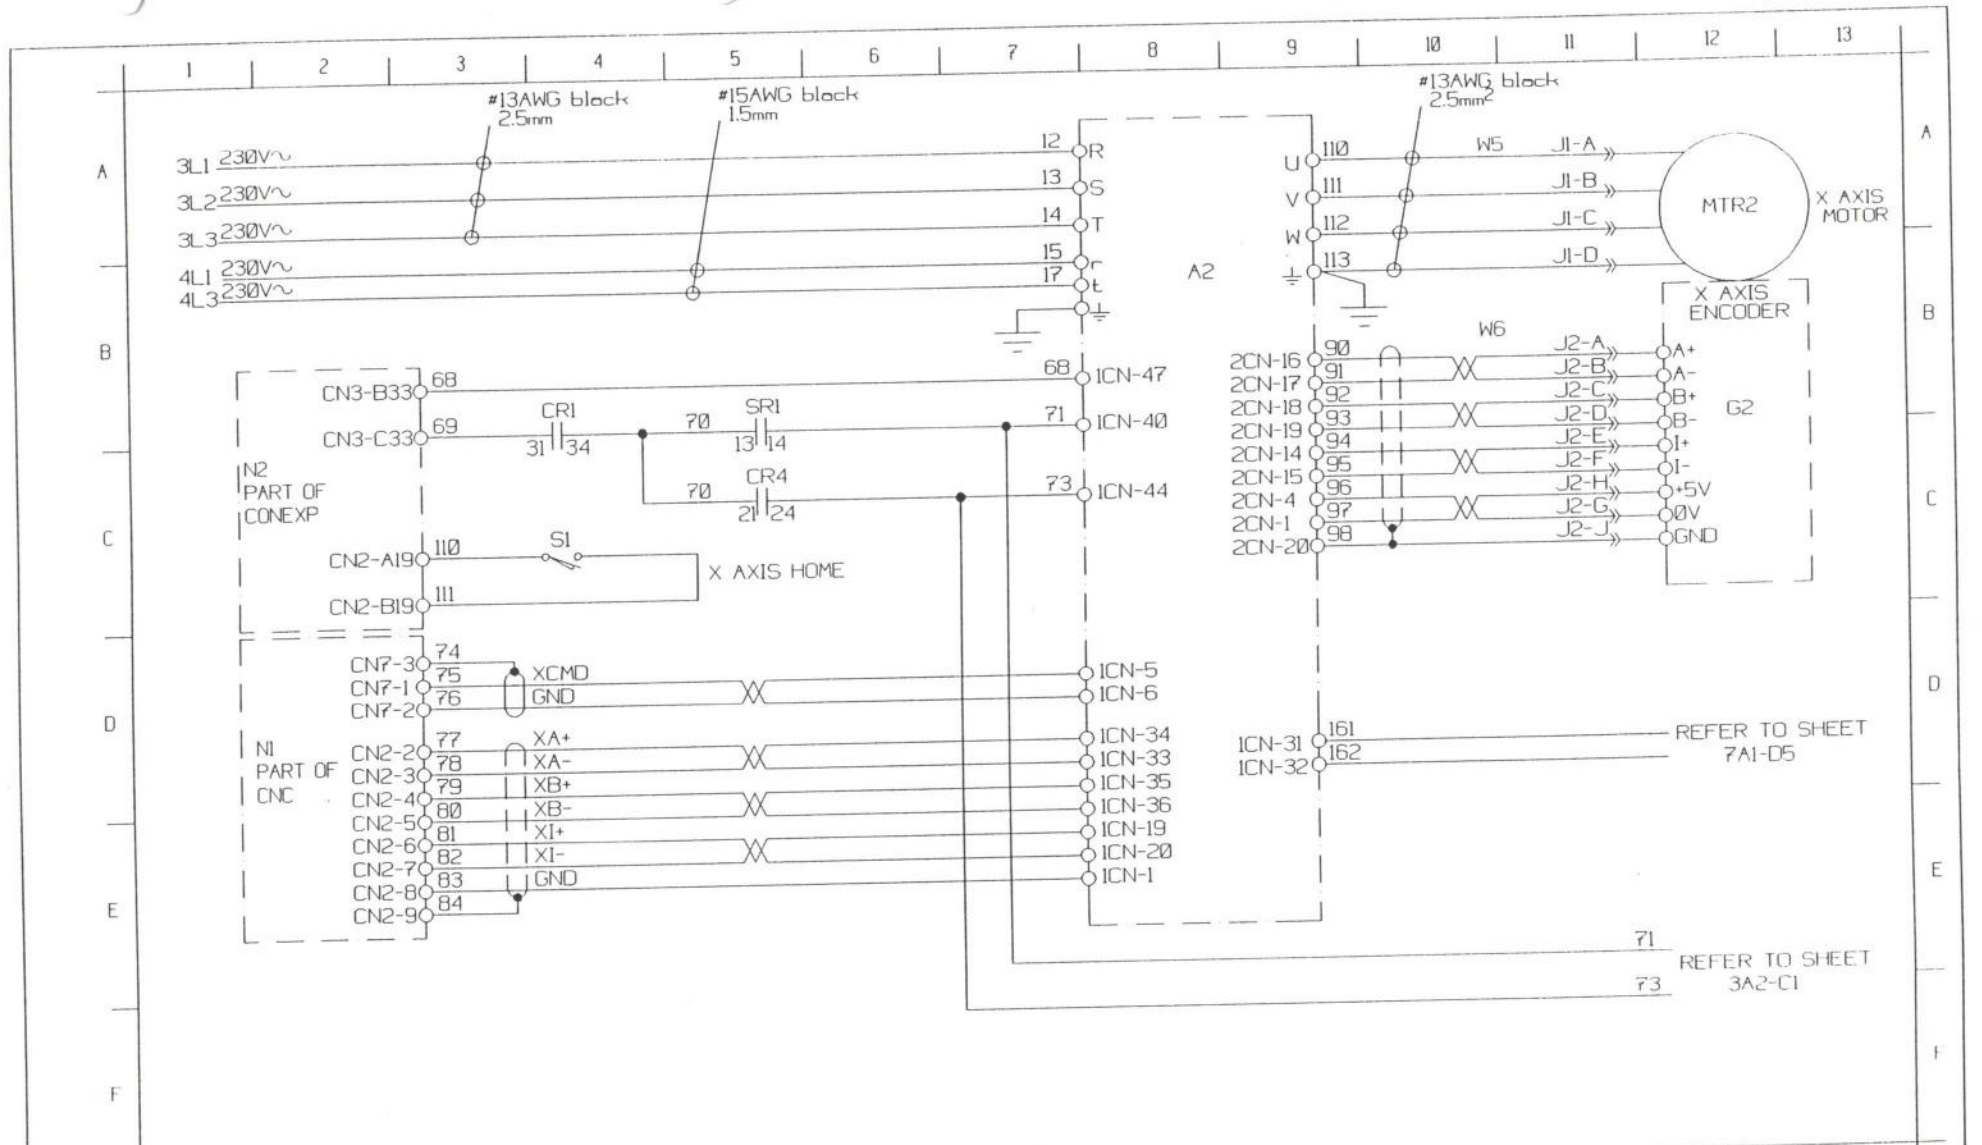 1 2 3 4 5 6 7 8 9 10 11 12 13
#13AWG black
2.5mm
#15AWG black
1.5mm
#13AWG black
2.5mm2
A
A
3L1 230V~
12 R
U 110
W5
J1-A
3L2 230V~
13 S
V 111
J1-B
3L3 230V~
14 T
W 112
J1-C
MTR2
X AXIS
MOTOR
4L1 230V~
15 r
113
J1-D
4L3 230V~
17 t
A2
X AXIS
ENCODER
B
B
W6
2CN-16 90 J2-A A+
2CN-17 91 J2-B A-
2CN-18 92 J2-C B+
2CN-19 93 J2-D B-
2CN-14 94 J2-E I+
2CN-15 95 J2-F I-
2CN-4 96 J2-H +5V
2CN-1 97 J2-G 0V
2CN-20 98 J2-J GND
G2
CN3-B33 68
68 1CN-47
CN3-C33 69
CR1
31 34
70
SR1
13 14
71 1CN-40
70
CR4
21 24
73 1CN-44
N2
PART OF
CONEXP
C
C
CN2-A19 110
S1
X AXIS HOME
CN2-B19 111
CN7-3 74
CN7-1 75 XCMD 1CN-5
CN7-2 76 GND 1CN-6
D
D
N1
PART OF
CNC
CN2-2 77 XA+ 1CN-34
CN2-3 78 XA- 1CN-33
CN2-4 79 XB+ 1CN-35
CN2-5 80 XB- 1CN-36
CN2-6 81 XI+ 1CN-19
CN2-7 82 XI- 1CN-20
CN2-8 83 GND 1CN-1
CN2-9 84
1CN-31 161
1CN-32 162
REFER TO SHEET
7A1-D5
E
E
71
73
REFER TO SHEET
3A2-C1
F
F